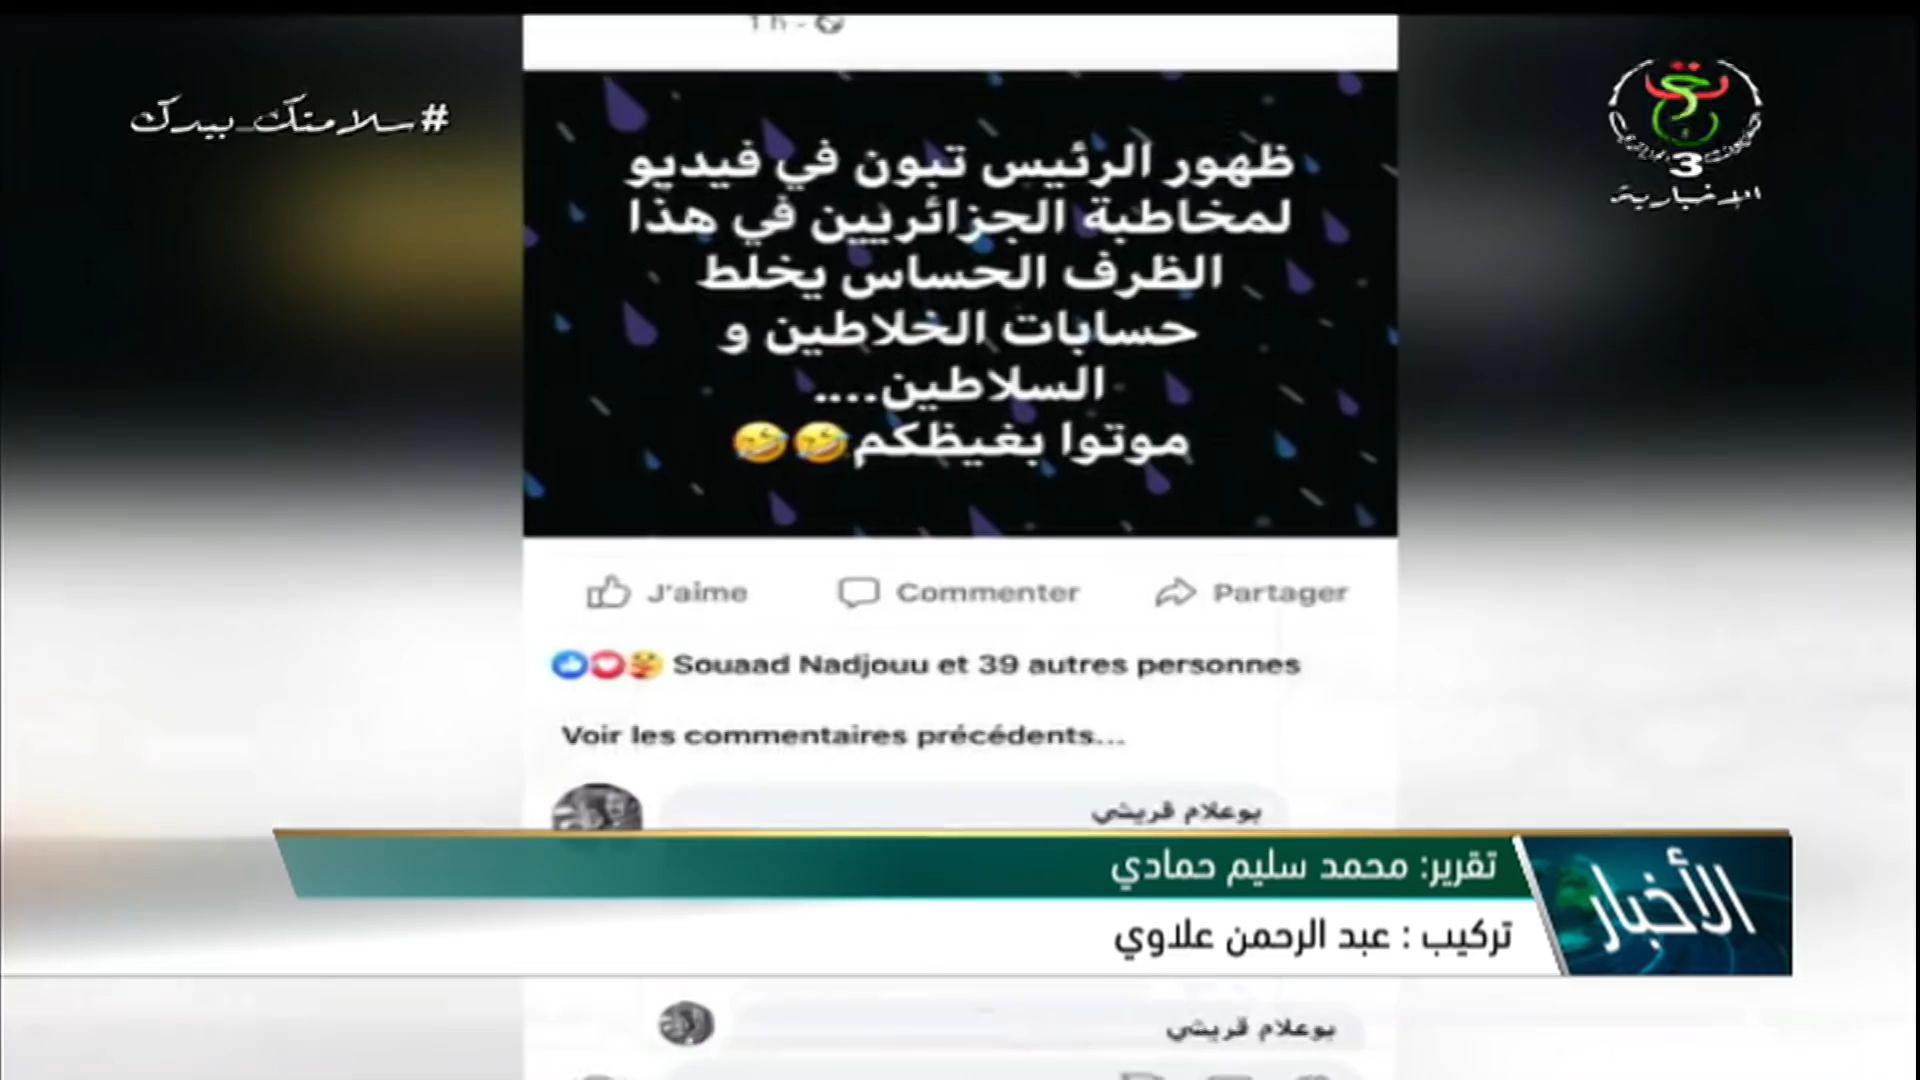 1 h
#سلامتك_بيدك
3
الإخبارية
ظهور الرئيس تبون في فيديو
لمخاطبة الجزائريين في هذا
الظرف الحساس يخلط
حسابات الخلاطين و
السلاطين....
موتوا بغيظكم🤣🤣
J'aime
Commenter
Partager
Souaad Nadjouu et 39 autres personnes
Voir les commentaires précédents...
بوعلام قريشي
تقرير: محمد سليم حمادي
تركيب : عبد الرحمن علاوي
الأخبار
بوعلام قريشي